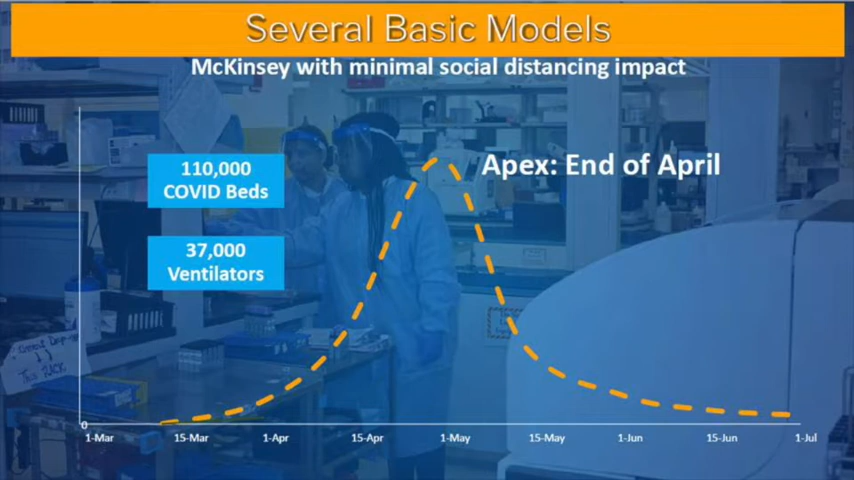 Several Basic Models
McKinsey with minimal social distancing impact
110,000
COVID Beds
Apex: End of April
37,000
Ventilators
This RACK
0
1-Mar
15-Mar
1-Apr
15-Apr
1-May
15-May
1-Jun
15-Jun
1-Jul